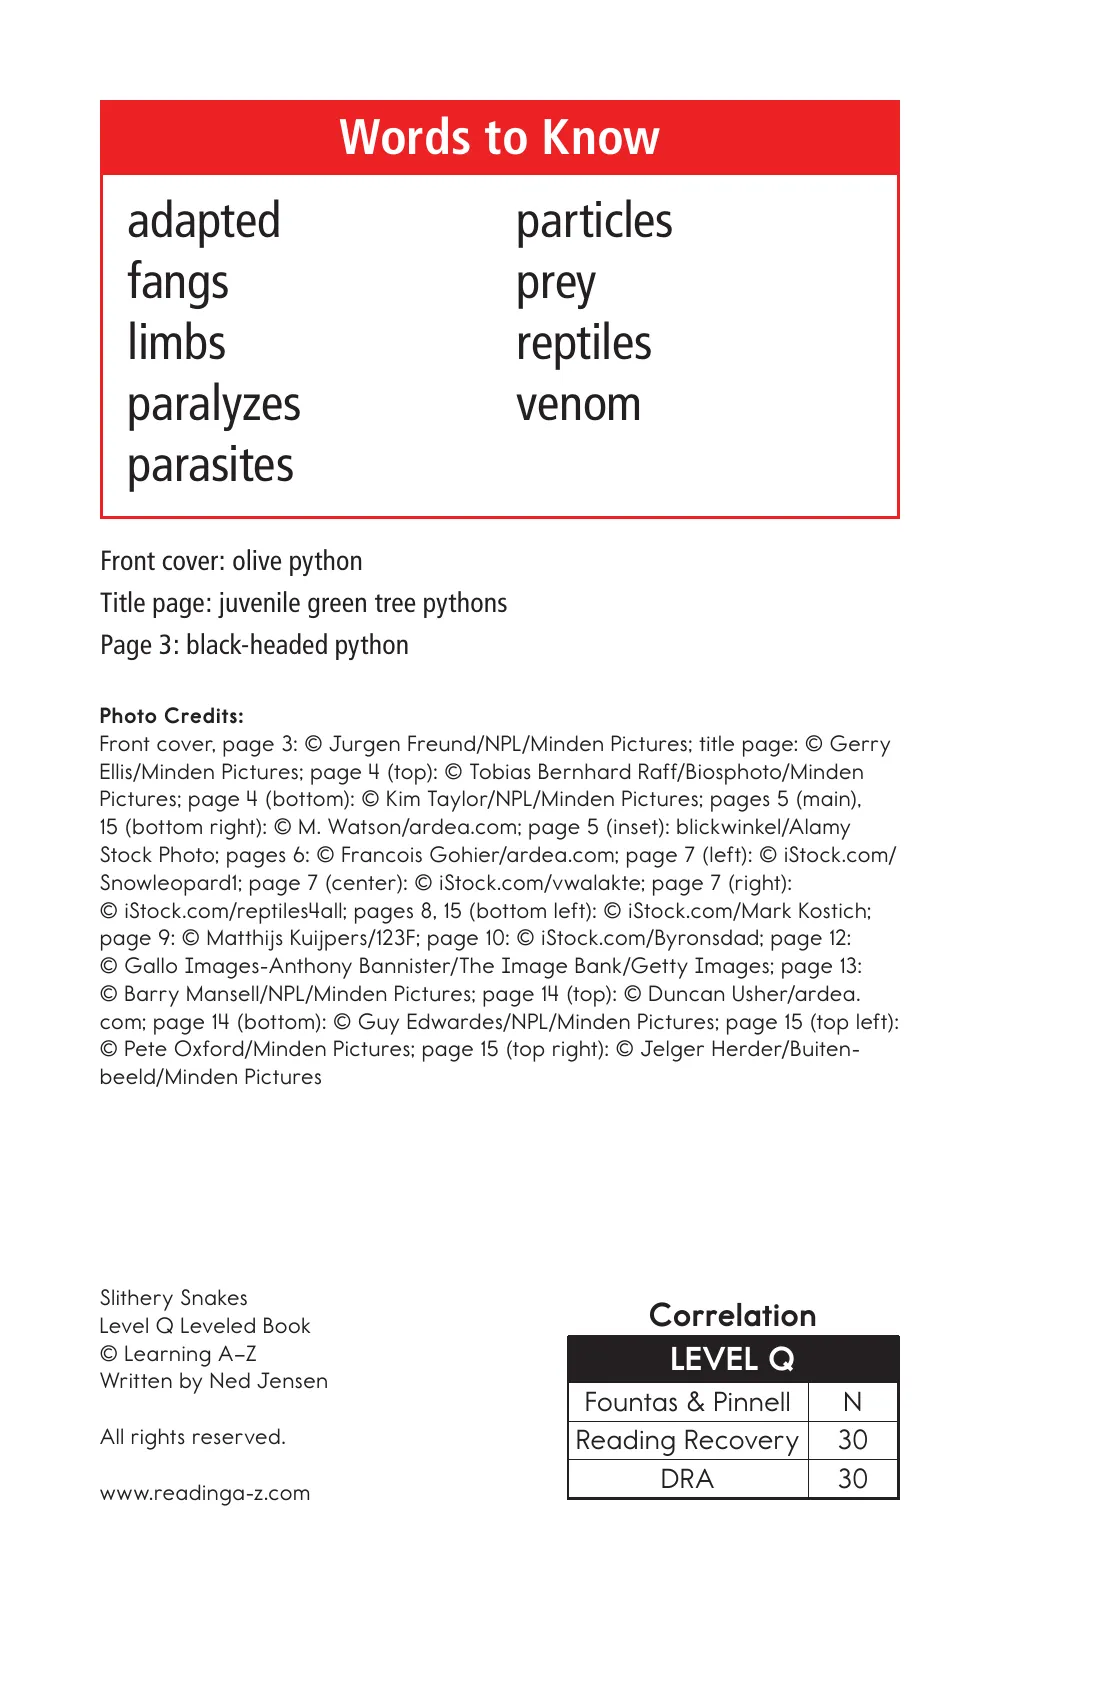 Words to Know
adapted
fangs
limbs
paralyzes
parasites
particles
prey
reptiles
venom
Front cover: olive python
Title page: juvenile green tree pythons
Page 3: black-headed python
Photo Credits:
Front cover, page 3: © Jurgen Freund/NPL/Minden Pictures; title page: © Gerry
Ellis/Minden Pictures; page 4 (top): © Tobias Bernhard Raff/Biosphoto/Minden
Pictures; page 4 (bottom): © Kim Taylor/NPL/Minden Pictures; pages 5 (main),
15 (bottom right): © M. Watson/ardea.com; page 5 (inset): blickwinkel/Alamy
Stock Photo; pages 6: © Francois Gohier/ardea.com; page 7 (left): © iStock.com/
Snowleopard1; page 7 (center): © iStock.com/vwalakte; page 7 (right):
© iStock.com/reptiles4all; pages 8, 15 (bottom left): © iStock.com/Mark Kostich;
page 9: © Matthijs Kuijpers/123F; page 10: © iStock.com/Byronsdad; page 12:
© Gallo Images-Anthony Bannister/The Image Bank/Getty Images; page 13:
© Barry Mansell/NPL/Minden Pictures; page 14 (top): © Duncan Usher/ardea.
com; page 14 (bottom): © Guy Edwardes/NPL/Minden Pictures; page 15 (top left):
© Pete Oxford/Minden Pictures; page 15 (top right): © Jelger Herder/Buiten-
beeld/Minden Pictures
Slithery Snakes
Level Q Leveled Book
© Learning A–Z
Written by Ned Jensen
All rights reserved.
www.readinga-z.com
Correlation
LEVEL Q
Fountas & Pinnell N
Reading Recovery 30
DRA 30